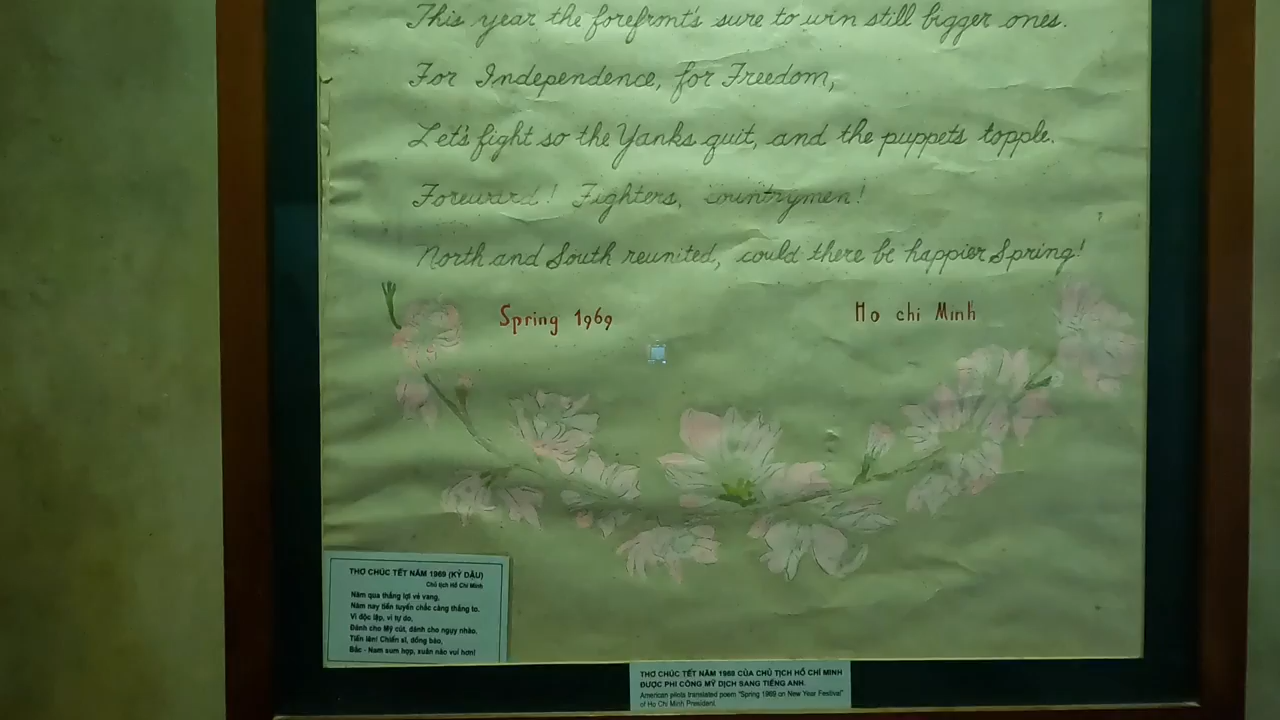 This year the forefront's sure to win still bigger ones.
For Independence, for Freedom,
Let's fight so the Yanks quit, and the puppets topple.
Foreward! Fighters, countrymen!
North and South reunited, could there be happier Spring!
Spring 1969
Ho chi Minh
THƠ CHÚC TẾT NĂM 1969 (KỶ DẬU)
Chủ tịch Hồ Chí Minh
Năm qua thắng lợi vẻ vang,
Năm nay tiền tuyến chắc càng thắng to.
Vì độc lập, vì tự do,
Đánh cho Mỹ cút, đánh cho ngụy nhào.
Tiến lên! Chiến sĩ, đồng bào,
Bắc - Nam sum họp, xuân nào vui hơn!
THƠ CHÚC TẾT NĂM 1969 CỦA CHỦ TỊCH HỒ CHÍ MINH
ĐƯỢC PHI CÔNG MỸ DỊCH SANG TIẾNG ANH.
American pilots translated poem "Spring 1969 on New Year Festival"
of Ho Chi Minh President.